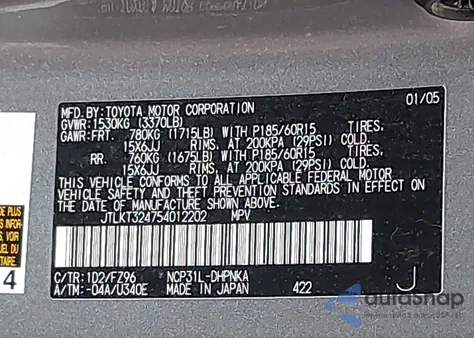 MFD. BY: TOYOTA MOTOR CORPORATION 01/05
GVWR: 1530KG (3370LB)
GAWR: FRT. 780KG (1715LB) WITH P185/60R15 TIRES,
15X6JJ RIMS, AT 200KPA (29PSI) COLD.
RR. 760KG (1675LB) WITH P185/60R15 TIRES,
15X6JJ RIMS, AT 200KPA (29PSI) COLD.
THIS VEHICLE CONFORMS TO ALL APPLICABLE FEDERAL MOTOR
VEHICLE SAFETY AND THEFT PREVENTION STANDARDS IN EFFECT ON
THE DATE OF MANUFACTURE SHOWN ABOVE.
JTLKT324754012202 MPV
C/TR: 1D2/FZ96 NCP31L-DHPNKA
A/TM: -04A/U340E MADE IN JAPAN 422 J
DE PLUS
4
autosnap